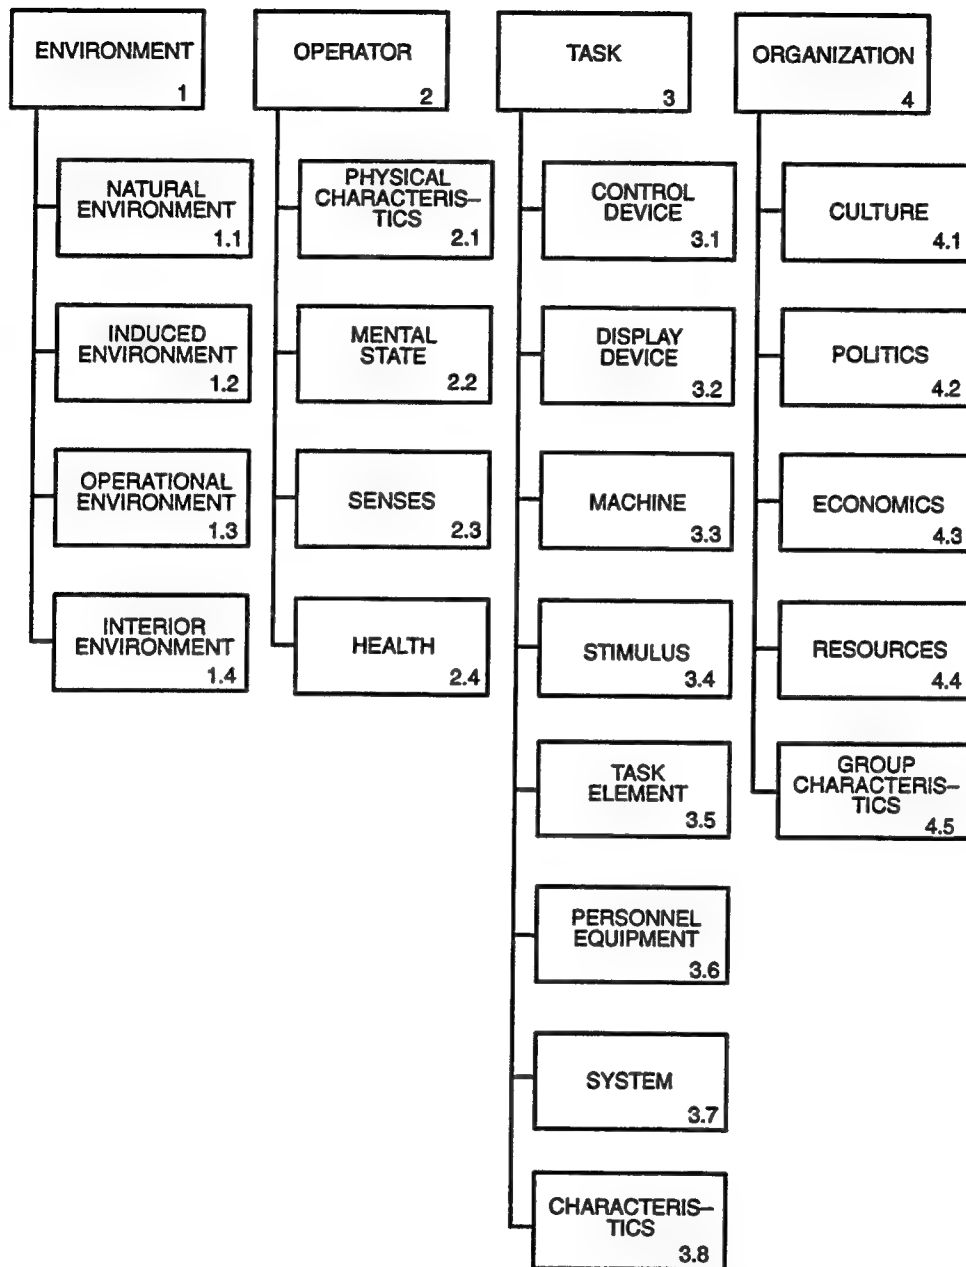 ENVIRONMENT
1
NATURAL
ENVIRONMENT
1.1
INDUCED
ENVIRONMENT
1.2
OPERATIONAL
ENVIRONMENT
1.3
INTERIOR
ENVIRONMENT
1.4
OPERATOR
2
PHYSICAL
CHARACTERIS–
TICS
2.1
MENTAL
STATE
2.2
SENSES
2.3
HEALTH
2.4
TASK
3
CONTROL
DEVICE
3.1
DISPLAY
DEVICE
3.2
MACHINE
3.3
STIMULUS
3.4
TASK
ELEMENT
3.5
PERSONNEL
EQUIPMENT
3.6
SYSTEM
3.7
CHARACTERIS–
TICS
3.8
ORGANIZATION
4
CULTURE
4.1
POLITICS
4.2
ECONOMICS
4.3
RESOURCES
4.4
GROUP
CHARACTERIS–
TICS
4.5